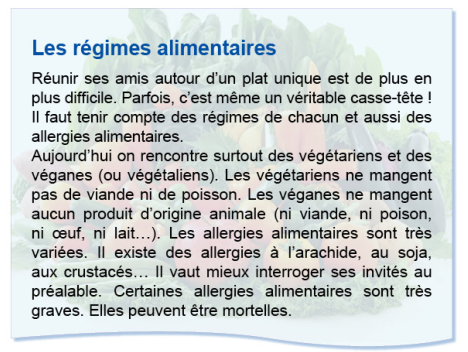 Les régimes alimentaires
Réunir ses amis autour d'un plat unique est de plus en
plus difficile. Parfois, c'est même un véritable casse-tête !
Il faut tenir compte des régimes de chacun et aussi des
allergies alimentaires.
Aujourd'hui on rencontre surtout des végétariens et des
véganes (ou végétaliens). Les végétariens ne mangent
pas de viande ni de poisson. Les véganes ne mangent
aucun produit d'origine animale (ni viande, ni poison,
ni œuf, ni lait…). Les allergies alimentaires sont très
variées. Il existe des allergies à l'arachide, au soja,
aux crustacés… Il vaut mieux interroger ses invités au
préalable. Certaines allergies alimentaires sont très
graves. Elles peuvent être mortelles.